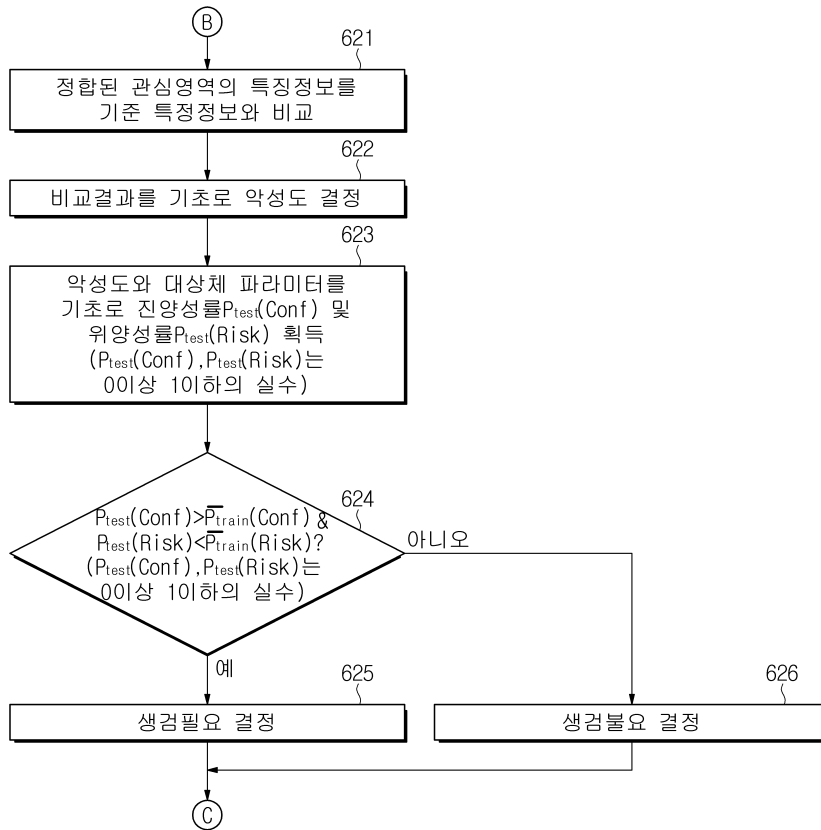 B
621
정합된 관심영역의 특징정보를
기준 특정정보와 비교
622
비교결과를 기초로 악성도 결정
623
악성도와 대상체 파라미터를
기초로 진양성률Ptest(Conf) 및
위양성률Ptest(Risk) 획득
(Ptest(Conf),Ptest(Risk)는
0이상 1이하의 실수)
624
Ptest(Conf)>P̅train(Conf) &
Ptest(Risk)<P̅train(Risk)?
(Ptest(Conf),Ptest(Risk)는
0이상 1이하의 실수)
아니오
예
625
생검필요 결정
626
생검불요 결정
C